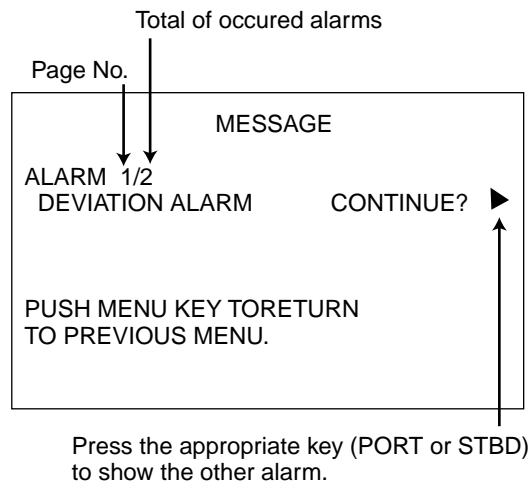 Total of occured alarms
Page No.
MESSAGE
ALARM 1/2
DEVIATION ALARM CONTINUE? ▶
PUSH MENU KEY TORETURN
TO PREVIOUS MENU.
Press the appropriate key (PORT or STBD)
to show the other alarm.